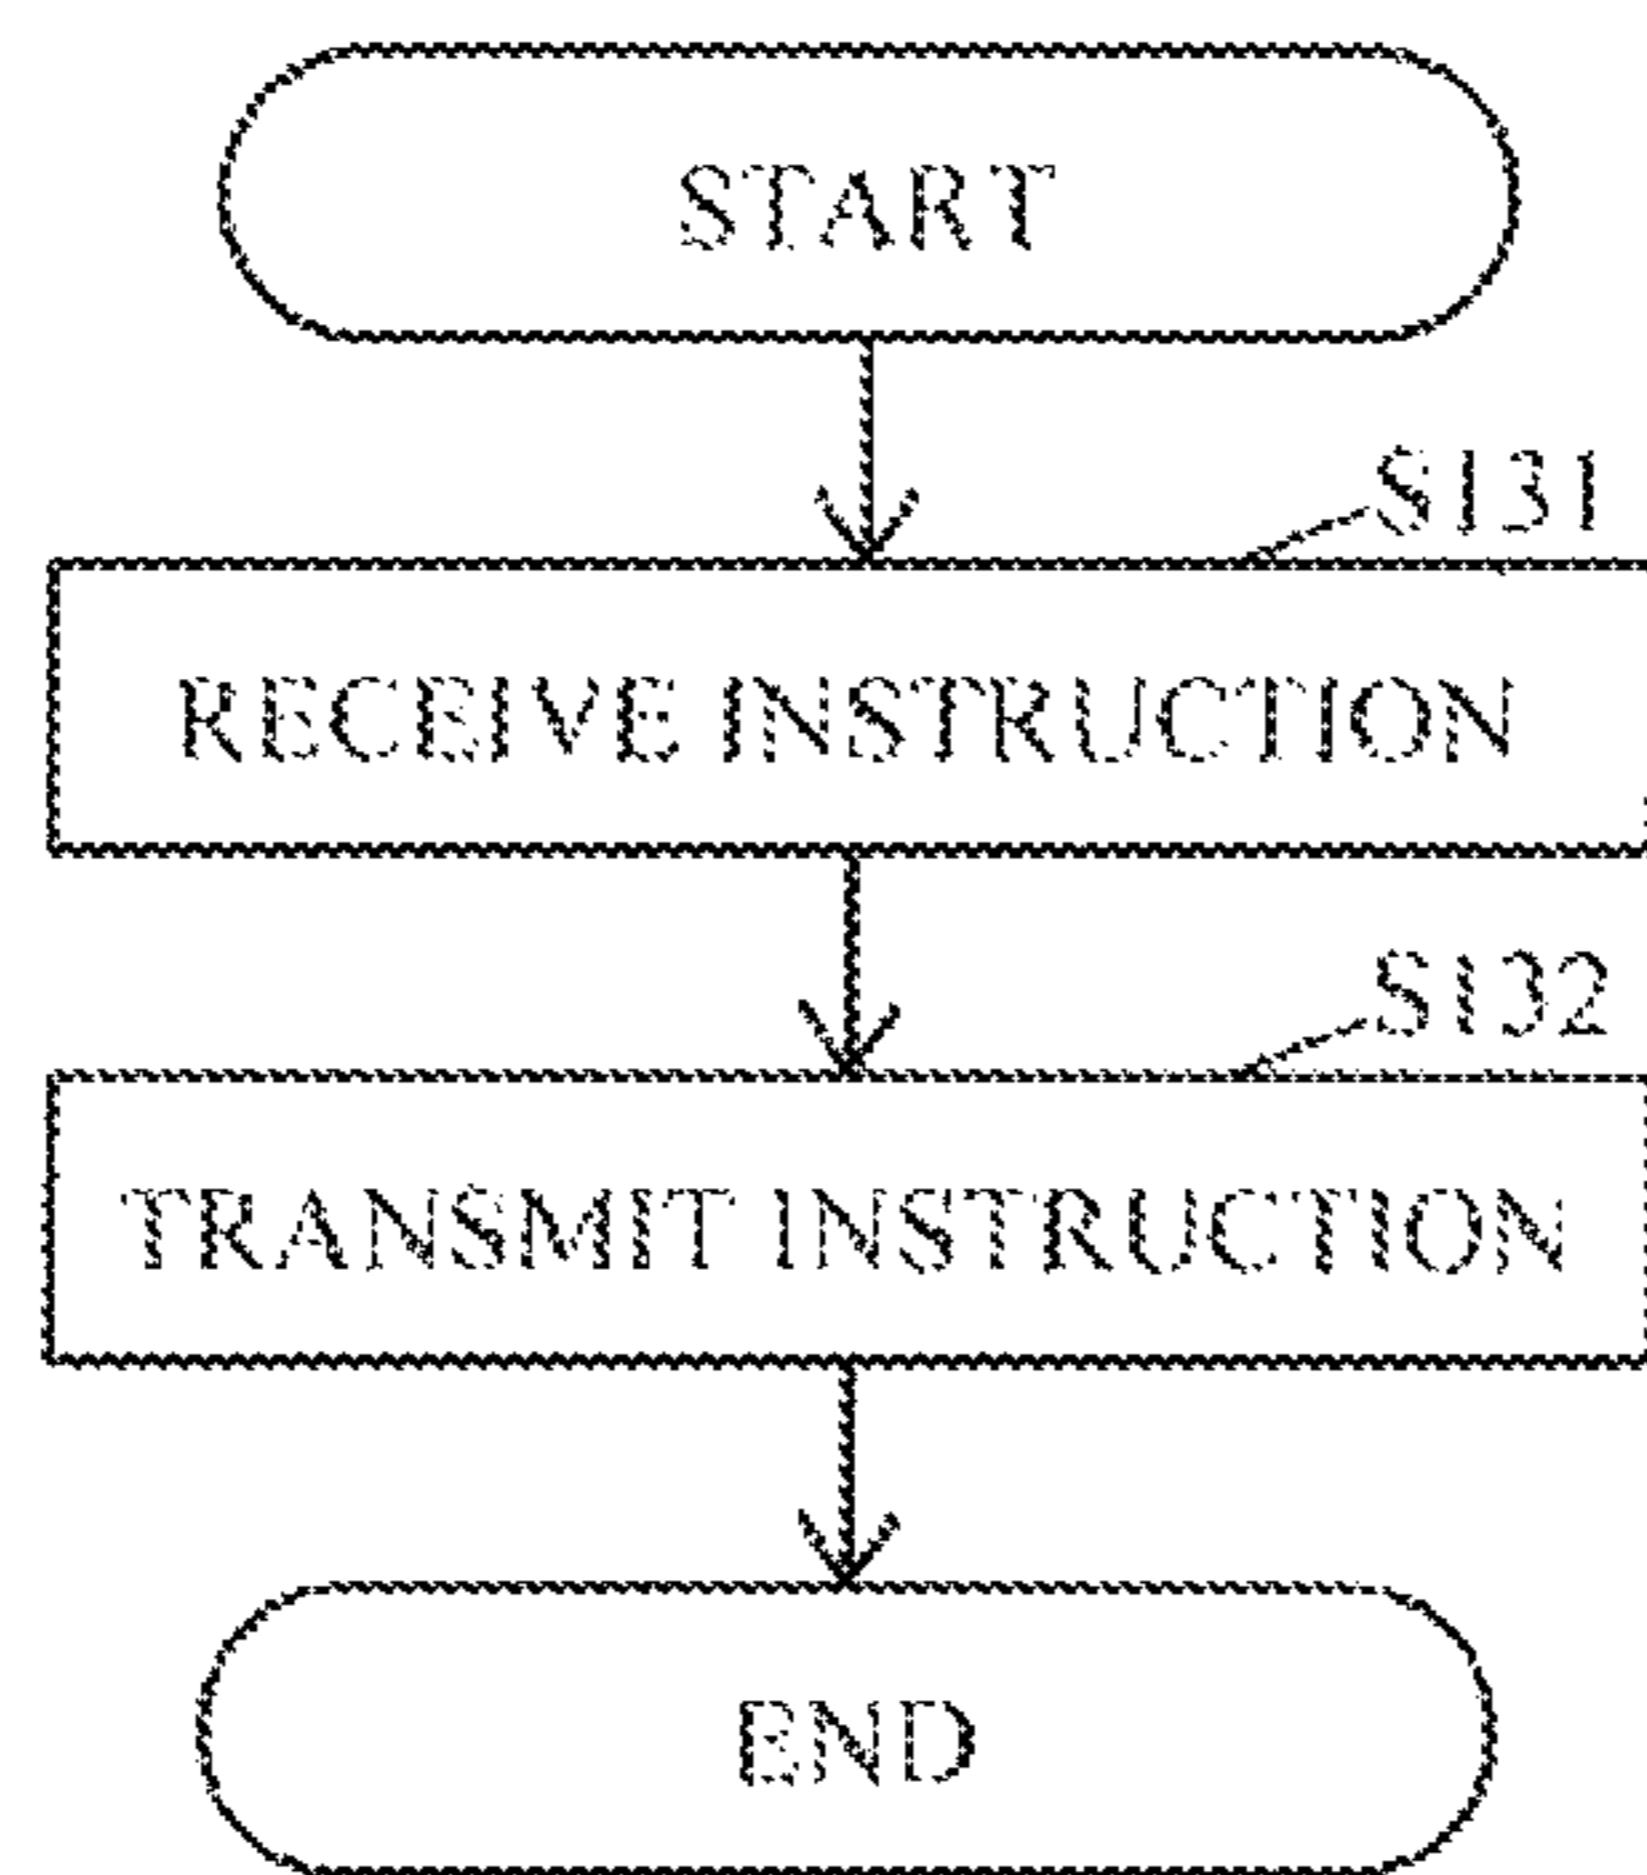 START
S131
RECEIVE INSTRUCTION
S132
TRANSMIT INSTRUCTION
END